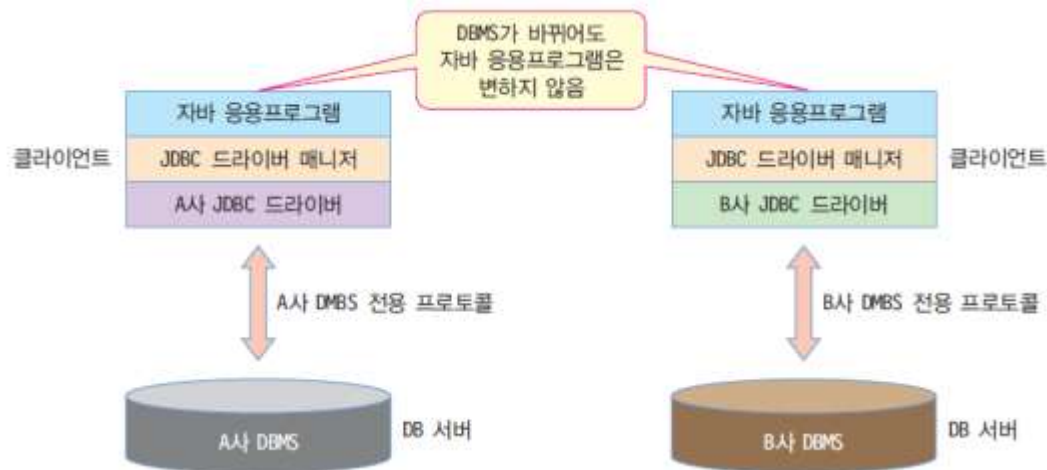 DBMS가 바뀌어도
자바 응용프로그램은
변하지 않음
자바 응용프로그램
클라이언트
JDBC 드라이버 매니저
A사 JDBC 드라이버
A사 DMBS 전용 프로토콜
A사 DBMS
DB 서버
자바 응용프로그램
JDBC 드라이버 매니저
클라이언트
B사 JDBC 드라이버
B사 DMBS 전용 프로토콜
B사 DBMS
DB 서버